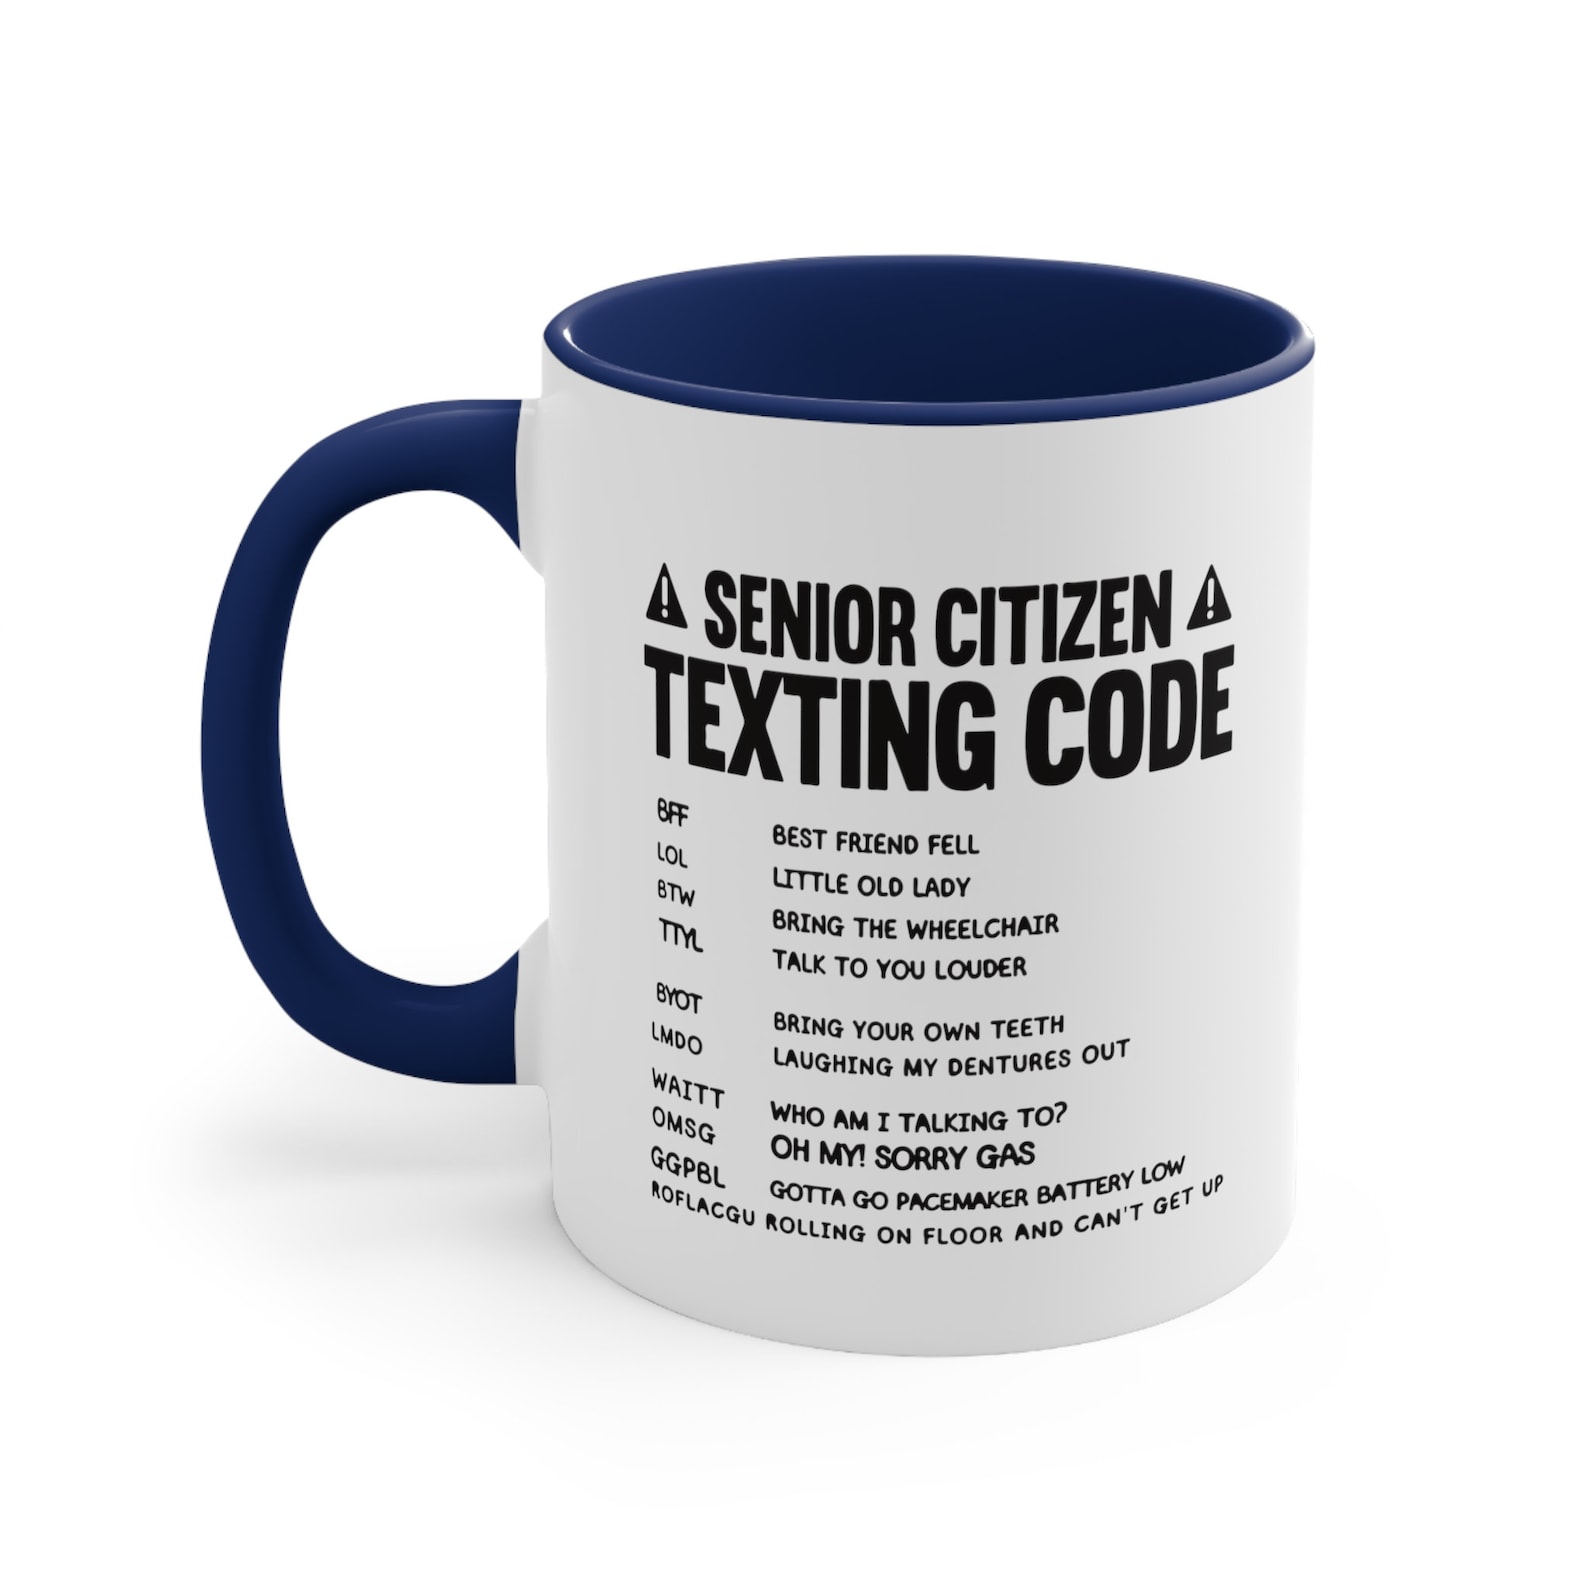 SENIOR CITIZEN
TEXTING CODE
BFF BEST FRIEND FELL
LOL LITTLE OLD LADY
BTW BRING THE WHEELCHAIR
TTYL TALK TO YOU LOUDER
BYOT BRING YOUR OWN TEETH
LMDO LAUGHING MY DENTURES OUT
WAITT WHO AM I TALKING TO?
OMSG OH MY! SORRY GAS
GGPBL GOTTA GO PACEMAKER BATTERY LOW
ROFLACGU ROLLING ON FLOOR AND CAN'T GET UP